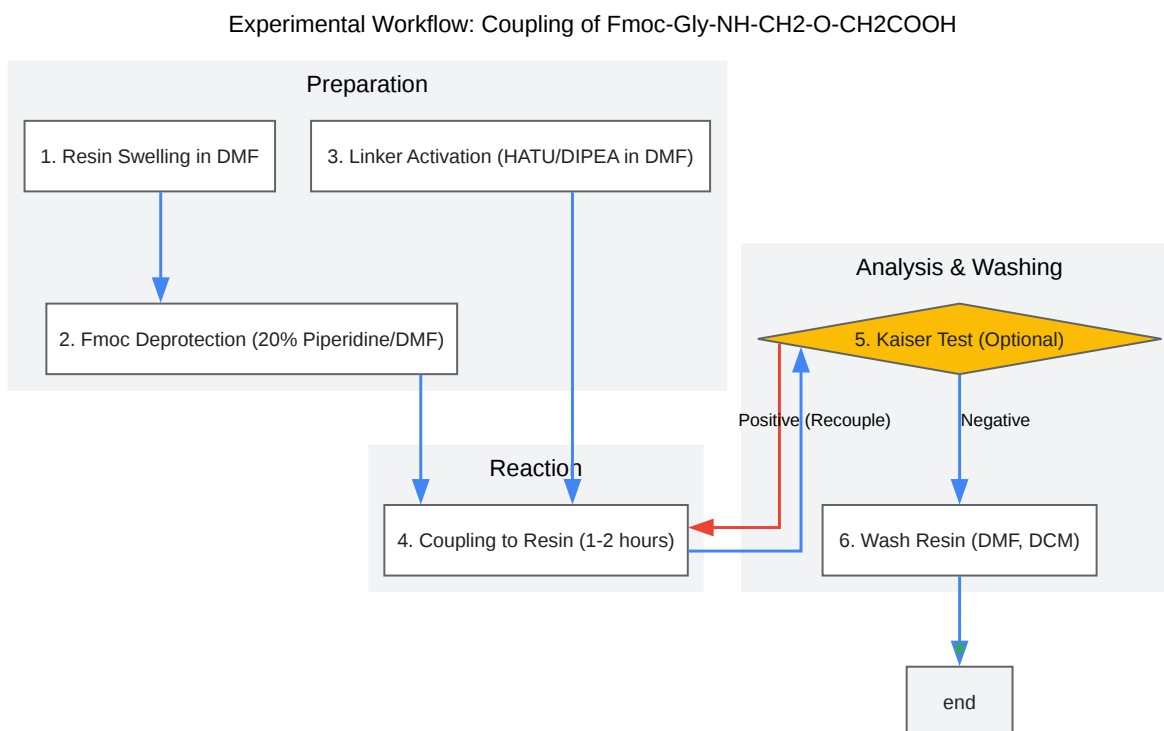 Experimental Workflow: Coupling of Fmoc-Gly-NH-CH2-O-CH2COOH
Preparation
1. Resin Swelling in DMF
3. Linker Activation (HATU/DIPEA in DMF)
2. Fmoc Deprotection (20% Piperidine/DMF)
Analysis & Washing
5. Kaiser Test (Optional)
Positive (Recouple)
Negative
Reaction
4. Coupling to Resin (1-2 hours)
6. Wash Resin (DMF, DCM)
end